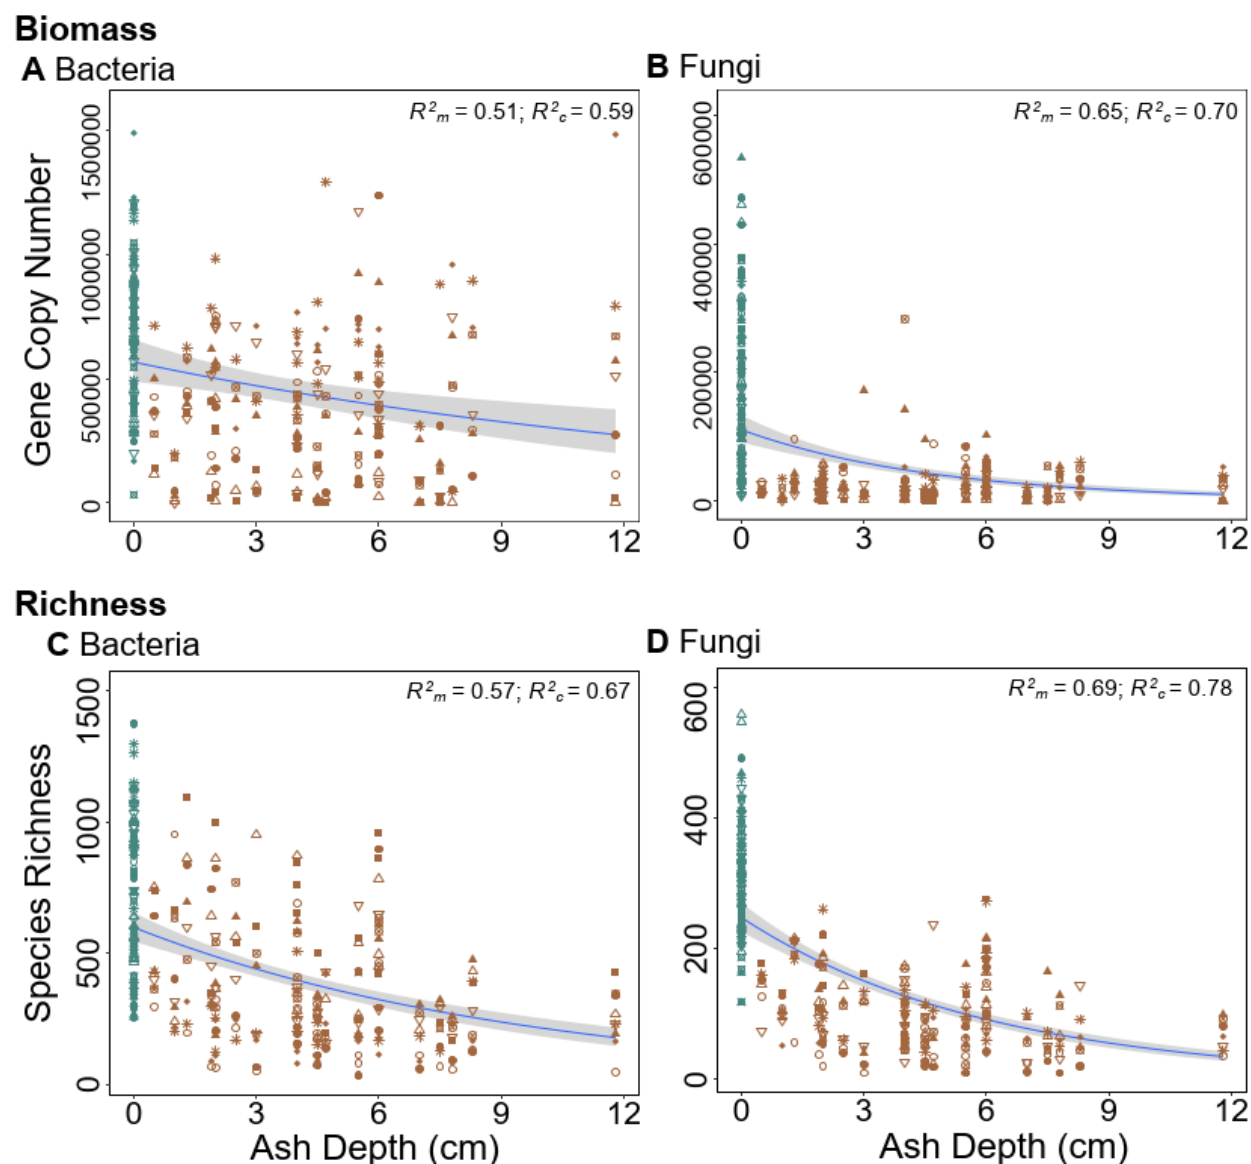 Biomass
A Bacteria
B Fungi
R²m = 0.51; R²c = 0.59
R²m = 0.65; R²c = 0.70
Gene Copy Number
1500000
1000000
500000
0
6000000
4000000
2000000
0
0 3 6 9 12
0 3 6 9 12
Richness
C Bacteria
D Fungi
R²m = 0.57; R²c = 0.67
R²m = 0.69; R²c = 0.78
Species Richness
1500
1000
500
0
600
400
200
0
0 3 6 9 12
0 3 6 9 12
Ash Depth (cm)
Ash Depth (cm)